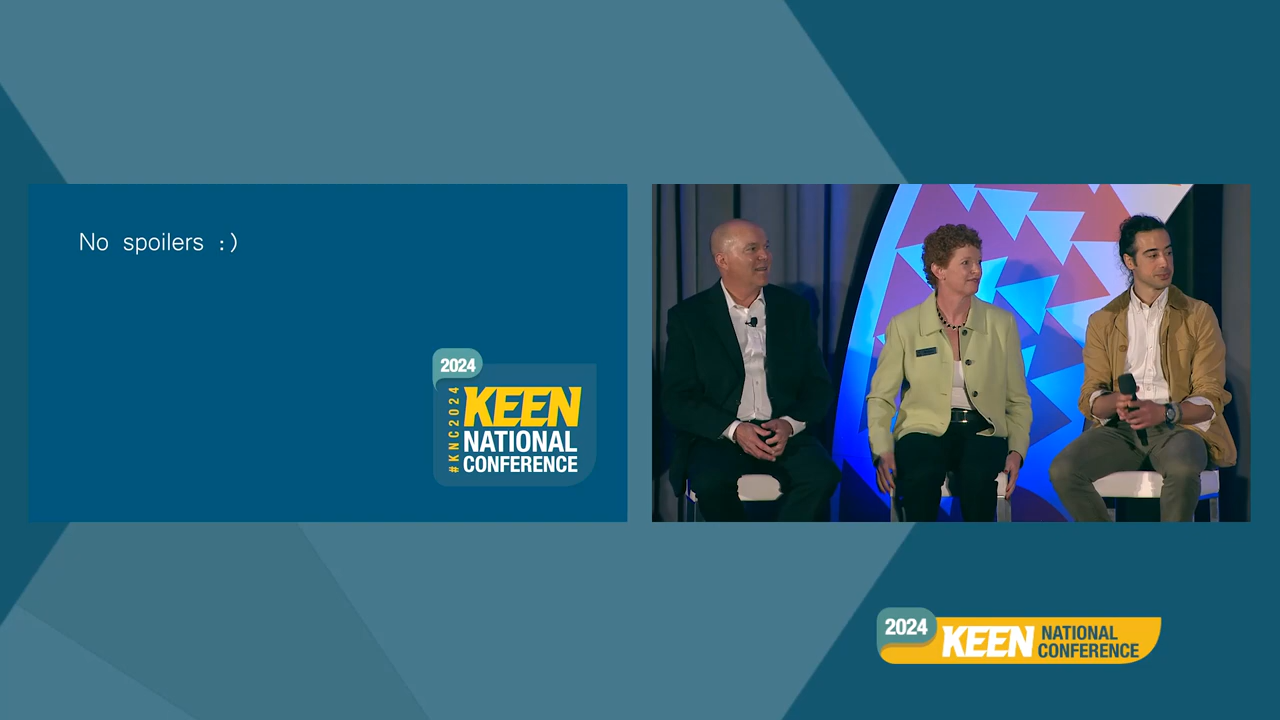 No spoilers :)
2024
#KNC2024
KEEN
NATIONAL
CONFERENCE
2024
KEEN
NATIONAL
CONFERENCE